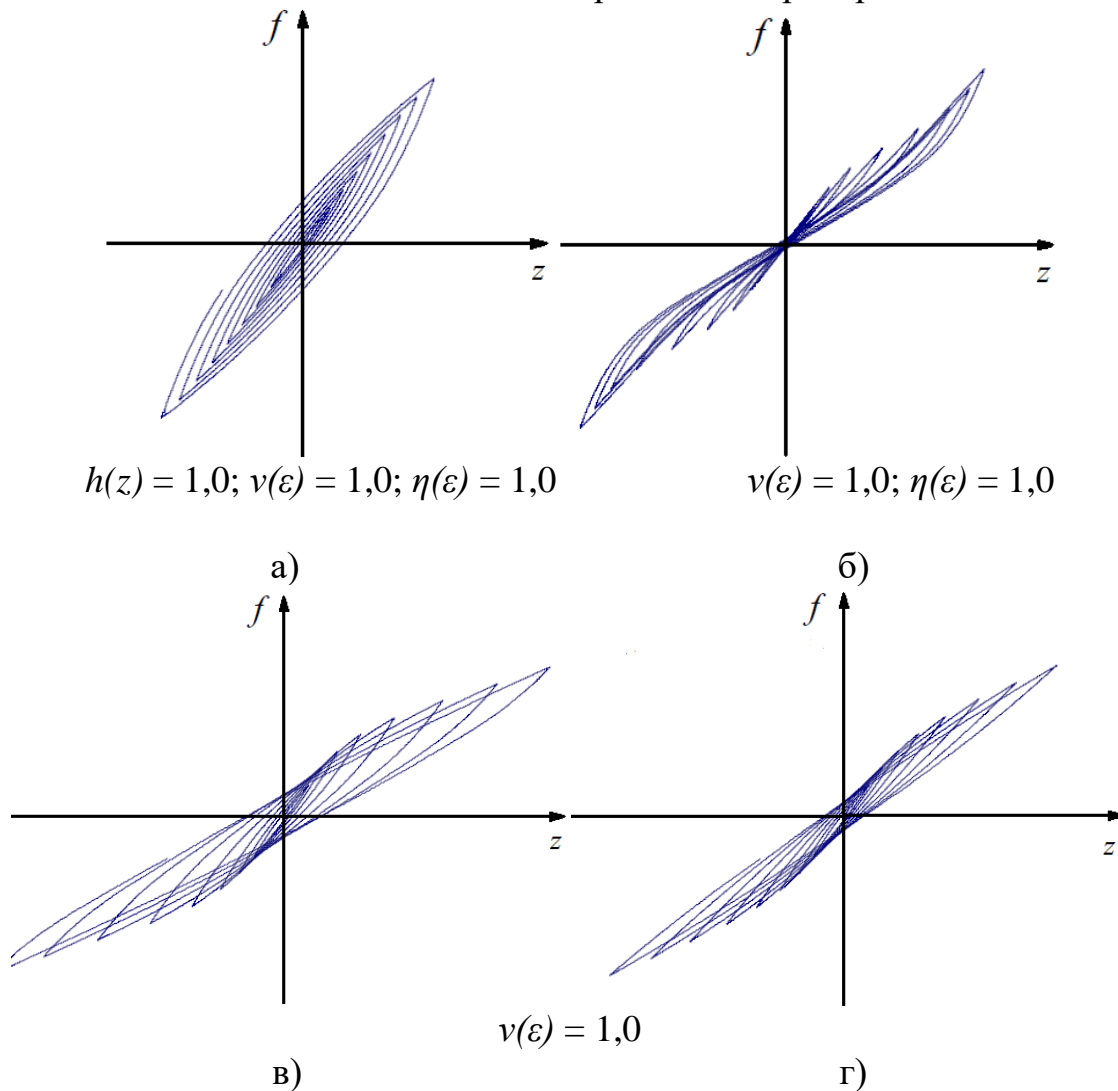 f
f
z
z
h(z) = 1,0; ν(ε) = 1,0; η(ε) = 1,0
ν(ε) = 1,0; η(ε) = 1,0
а)
б)
f
f
z
z
ν(ε) = 1,0
в)
г)